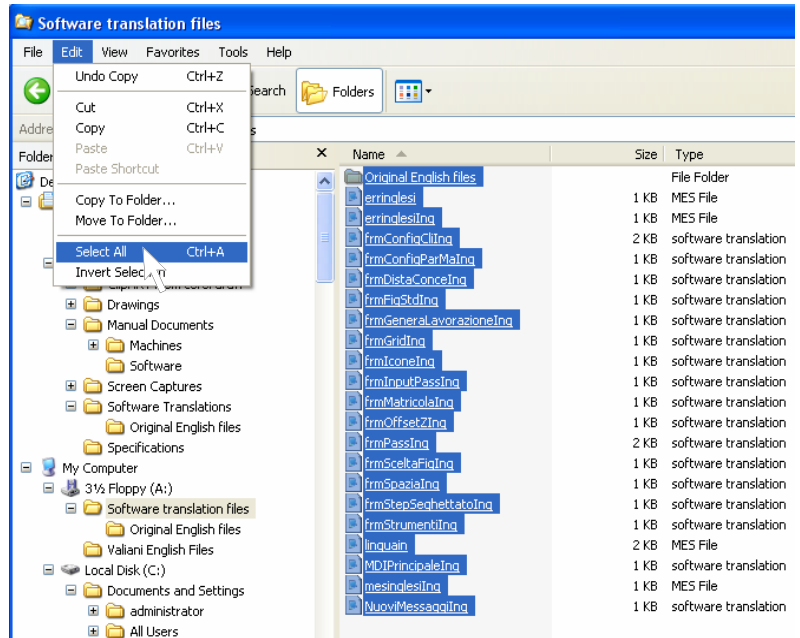 Software translation files
File Edit View Favorites Tools Help
Undo Copy Ctrl+Z
Cut Ctrl+X
Copy Ctrl+C
Paste Ctrl+V
Paste Shortcut
Copy To Folder...
Move To Folder...
Select All Ctrl+A
Invert Selection
Folders
Name Size Type
Original English files File Folder
erringlesi 1 KB MES File
erringlesiIng 1 KB MES File
frmConfigCliIng 2 KB software translation
frmConfigParMaIng 1 KB software translation
frmDistaConceIng 1 KB software translation
frmFigStdIng 1 KB software translation
frmGeneraLavorazioneIng 1 KB software translation
frmGridIng 1 KB software translation
frmIconeIng 1 KB software translation
frmInputPassIng 1 KB software translation
frmMatricolaIng 1 KB software translation
frmOffsetZIng 1 KB software translation
frmPassIng 2 KB software translation
frmSceltaFigIng 1 KB software translation
frmSpaziaIng 1 KB software translation
frmStepSeghettatoIng 1 KB software translation
frmStrumentiIng 1 KB software translation
linguain 2 KB MES File
MDIPrincipaleIng 1 KB software translation
mesinglesiIng 1 KB MES File
NuoviMessaggiIng 1 KB software translation
Drawings
Manual Documents
Machines
Software
Screen Captures
Software Translations
Original English files
Specifications
My Computer
3½ Floppy (A:)
Software translation files
Original English files
Valiani English Files
Local Disk (C:)
Documents and Settings
administrator
All Users